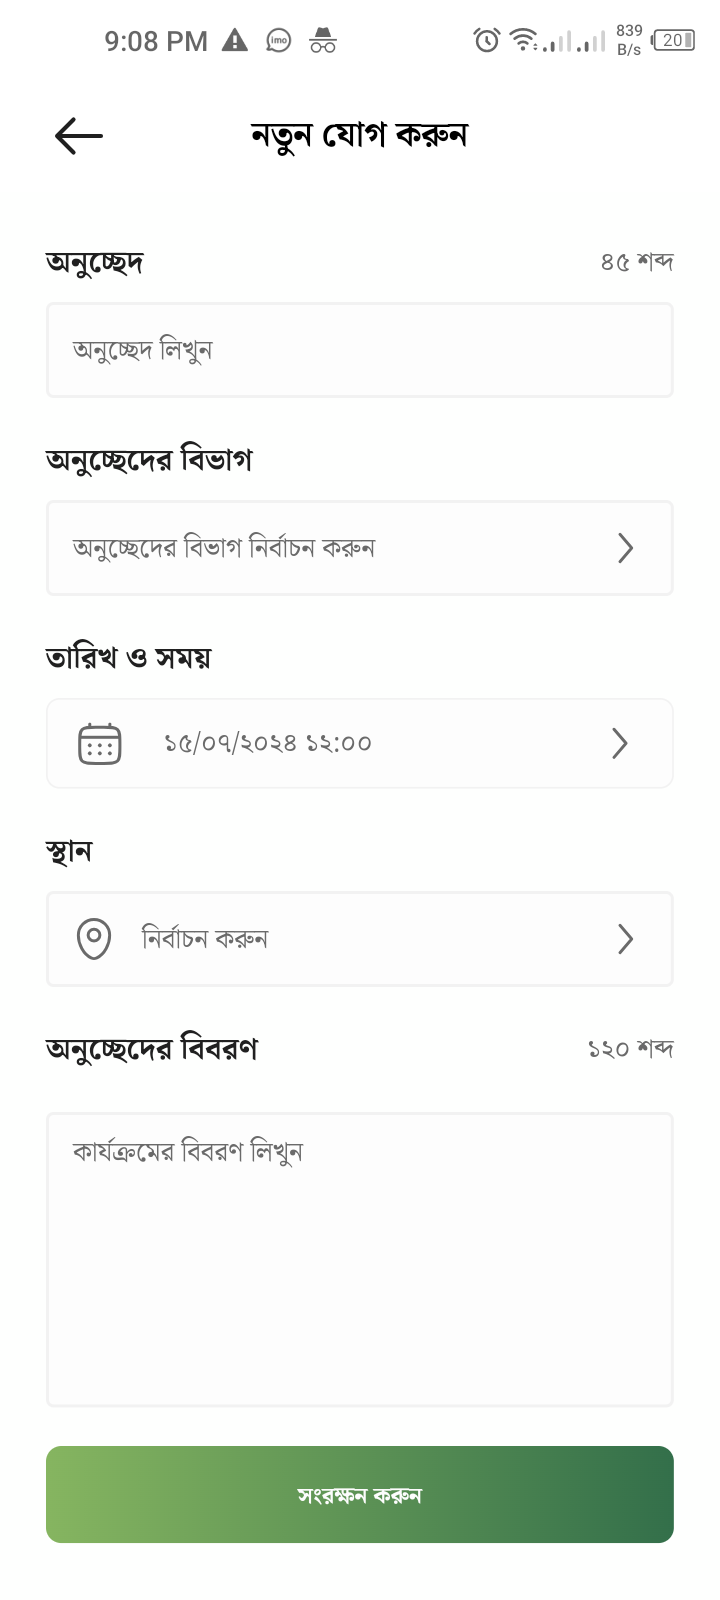 9:08 PM imo 839 B/s 20
নতুন যোগ করুন
অনুচ্ছেদ ৪৫ শব্দ
অনুচ্ছেদ লিখুন
অনুচ্ছেদের বিভাগ
অনুচ্ছেদের বিভাগ নির্বাচন করুন
তারিখ ও সময়
১৫/০৭/২০২৪ ১২:০০
স্থান
নির্বাচন করুন
অনুচ্ছেদের বিবরণ ১২০ শব্দ
কার্যক্রমের বিবরণ লিখুন
সংরক্ষন করুন